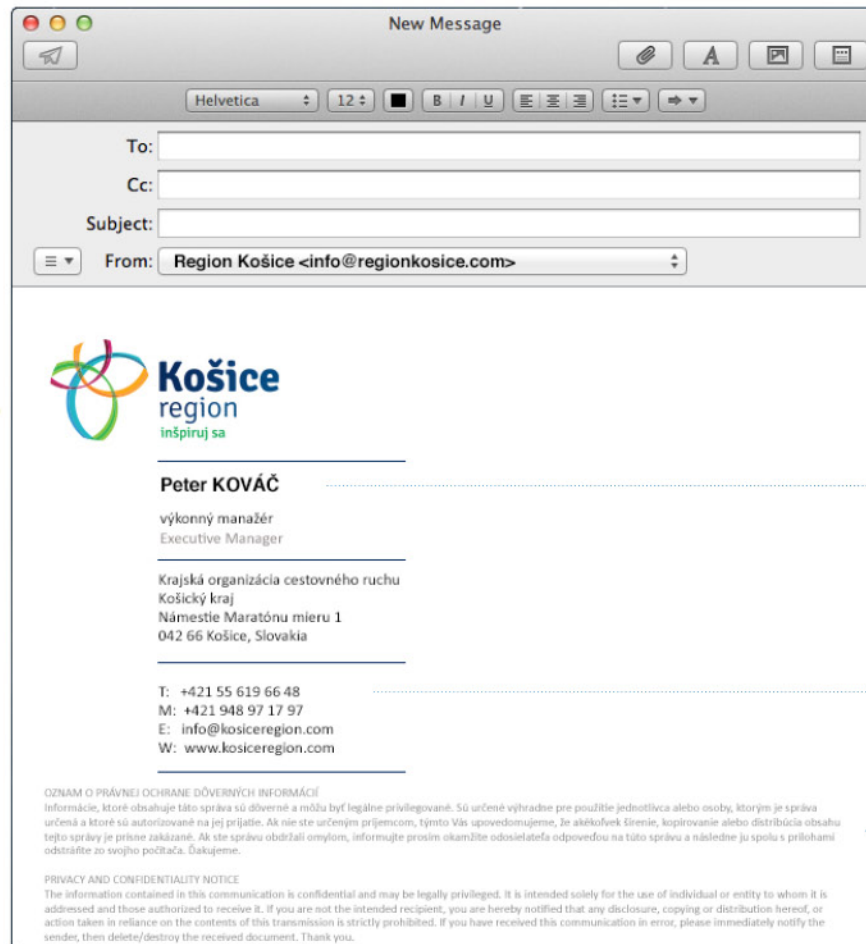 New Message
Helvetica 12 B I U
To:
Cc:
Subject:
From: Region Košice <info@regionkosice.com>
Košice
region
inšpiruj sa
Peter KOVÁČ
výkonný manažér
Executive Manager
Krajská organizácia cestovného ruchu
Košický kraj
Námestie Maratónu mieru 1
042 66 Košice, Slovakia
T: +421 55 619 66 48
M: +421 948 97 17 97
E: info@kosiceregion.com
W: www.kosiceregion.com
OZNAM O PRÁVNEJ OCHRANE DÔVERNÝCH INFORMÁCIÍ
Informácie, ktoré obsahuje táto správa sú dôverné a môžu byť legálne privilegované. Sú určené výhradne pre použitie jednotlivca alebo osoby, ktorým je správa
určená a ktoré sú autorizované na jej prijatie. Ak nie ste určeným príjemcom, týmto Vás upovedomujeme, že akékoľvek šírenie, kopírovanie alebo distribúcia obsahu
tejto správy je prísne zakázané. Ak ste správu obdržali omylom, informujte prosím okamžite odosielateľa odpoveďou na túto správu a následne ju spolu s prílohami
odstráňte zo svojho počítača. Ďakujeme.
PRIVACY AND CONFIDENTIALITY NOTICE
The information contained in this communication is confidential and may be legally privileged. It is intended solely for the use of individual or entity to whom it is
addressed and those authorized to receive it. If you are not the intended recipient, you are hereby notified that any disclosure, copying or distribution hereof, or
action taken in reliance on the contents of this transmission is strictly prohibited. If you have received this communication in error, please immediately notify the
sender, then delete/destroy the received document. Thank you.